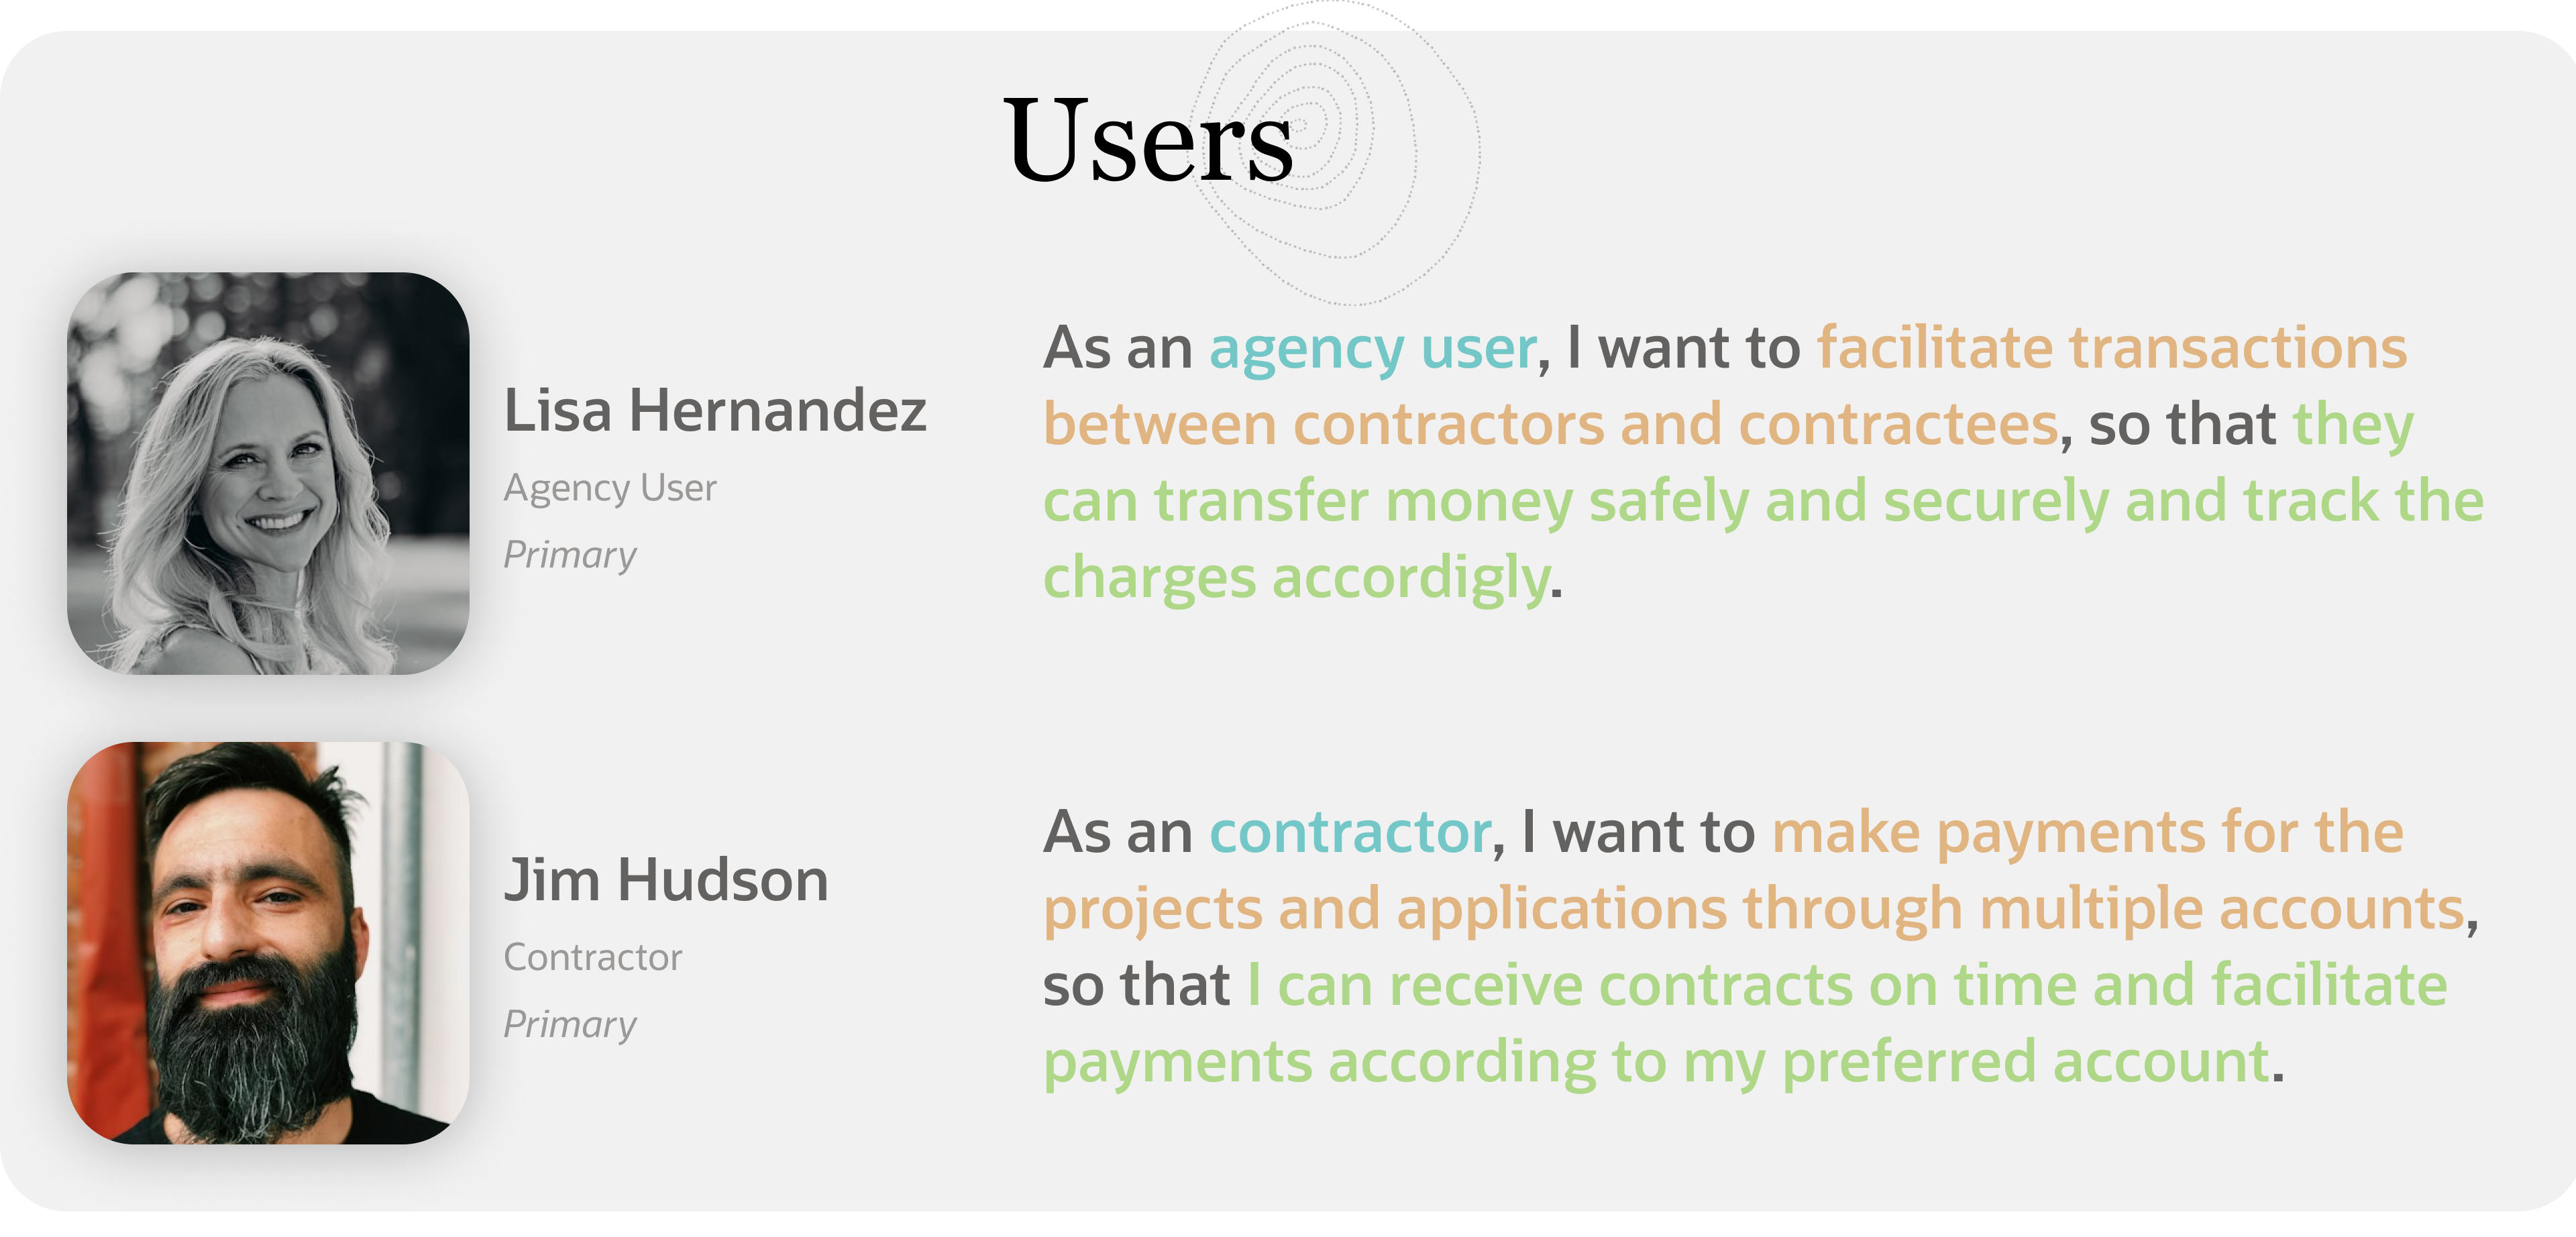 Users
Lisa Hernandez
Agency User
Primary
As an agency user, I want to facilitate transactions
between contractors and contractees, so that they
can transfer money safely and securely and track the
charges accordigly.
Jim Hudson
Contractor
Primary
As an contractor, I want to make payments for the
projects and applications through multiple accounts,
so that I can receive contracts on time and facilitate
payments according to my preferred account.